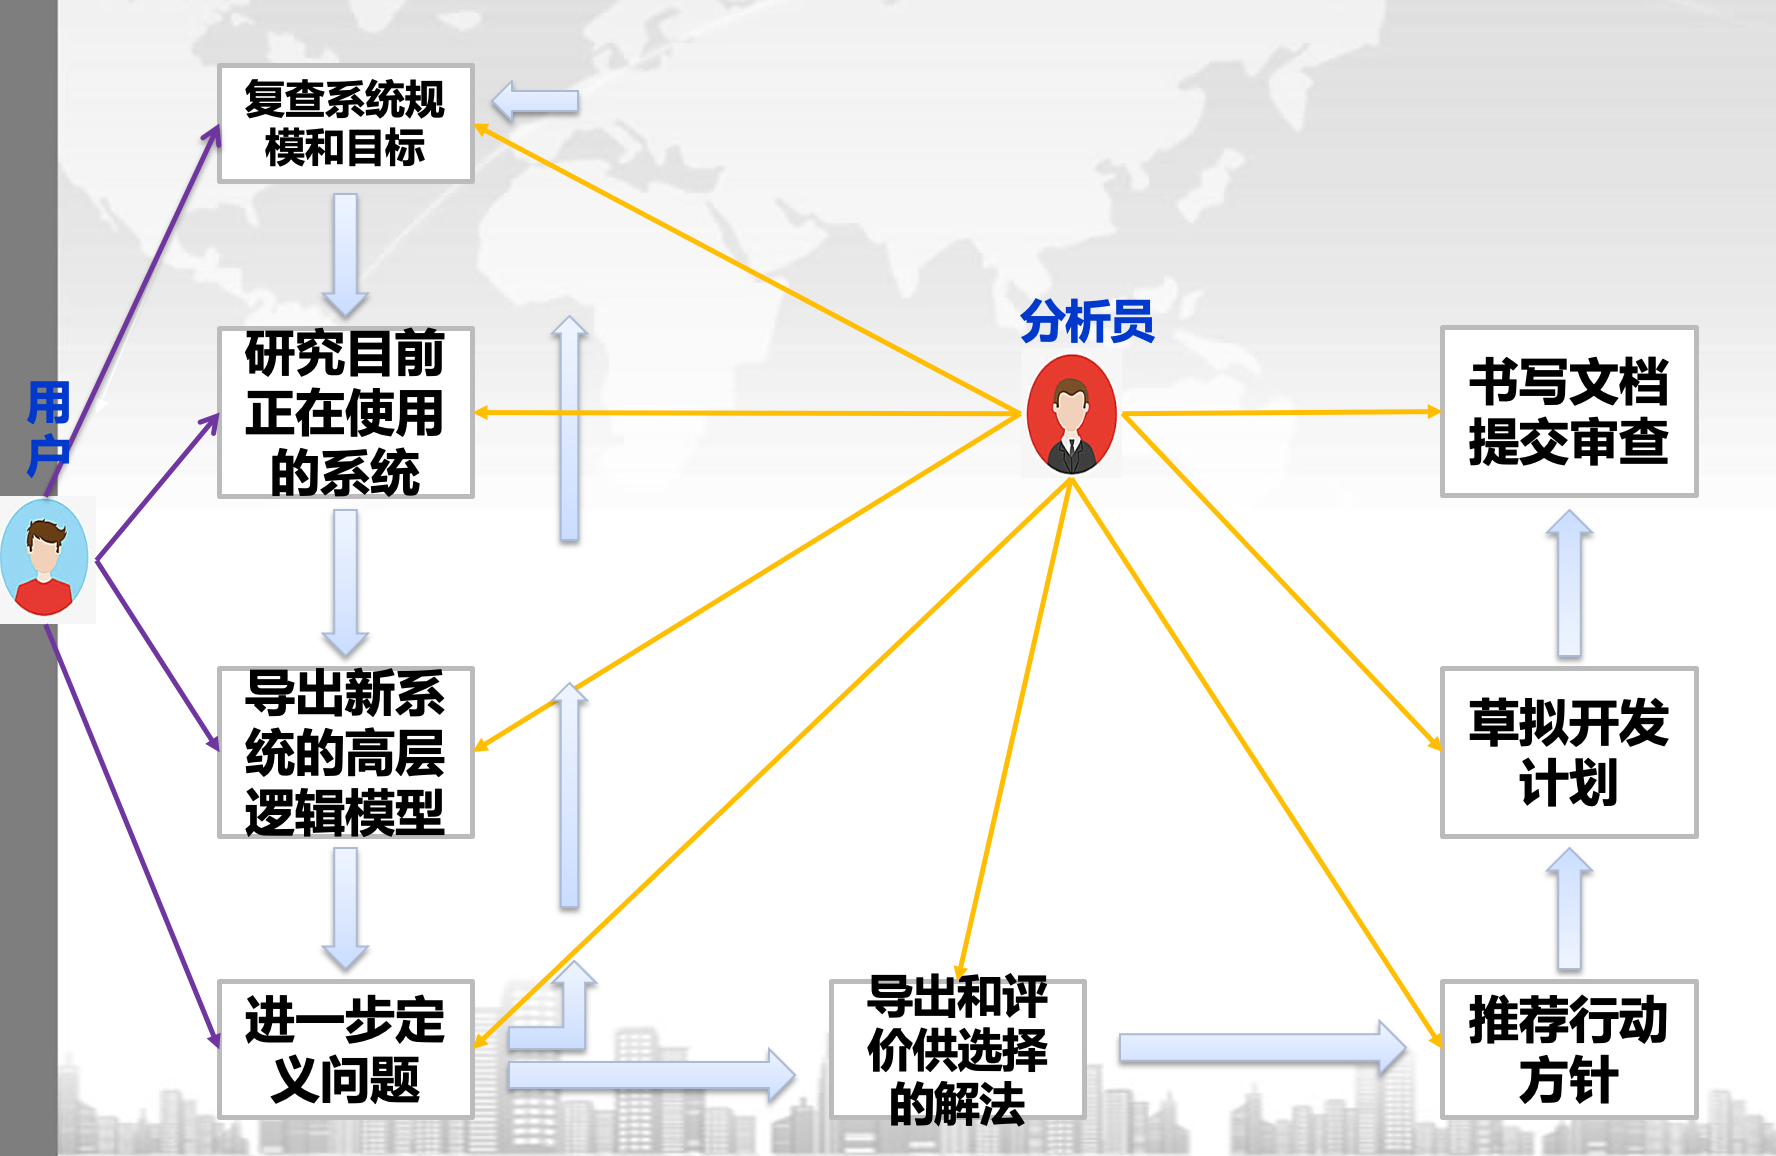 复查系统规
模和目标
研究目前
正在使用
的系统
用
户
导出新系
统的高层
逻辑模型
进一步定
义问题
分析员
导出和评
价供选择
的解法
书写文档
提交审查
草拟开发
计划
推荐行动
方针